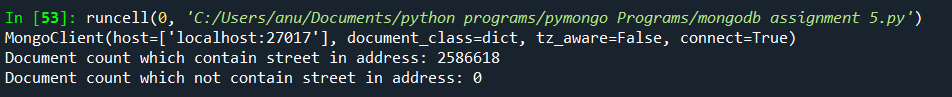 In [53]: runcell(0, 'C:/Users/anu/Documents/python programs/pymongo Programs/mongodb assignment 5.py')
MongoClient(host=['localhost:27017'], document_class=dict, tz_aware=False, connect=True)
Document count which contain street in address: 2586618
Document count which not contain street in address: 0